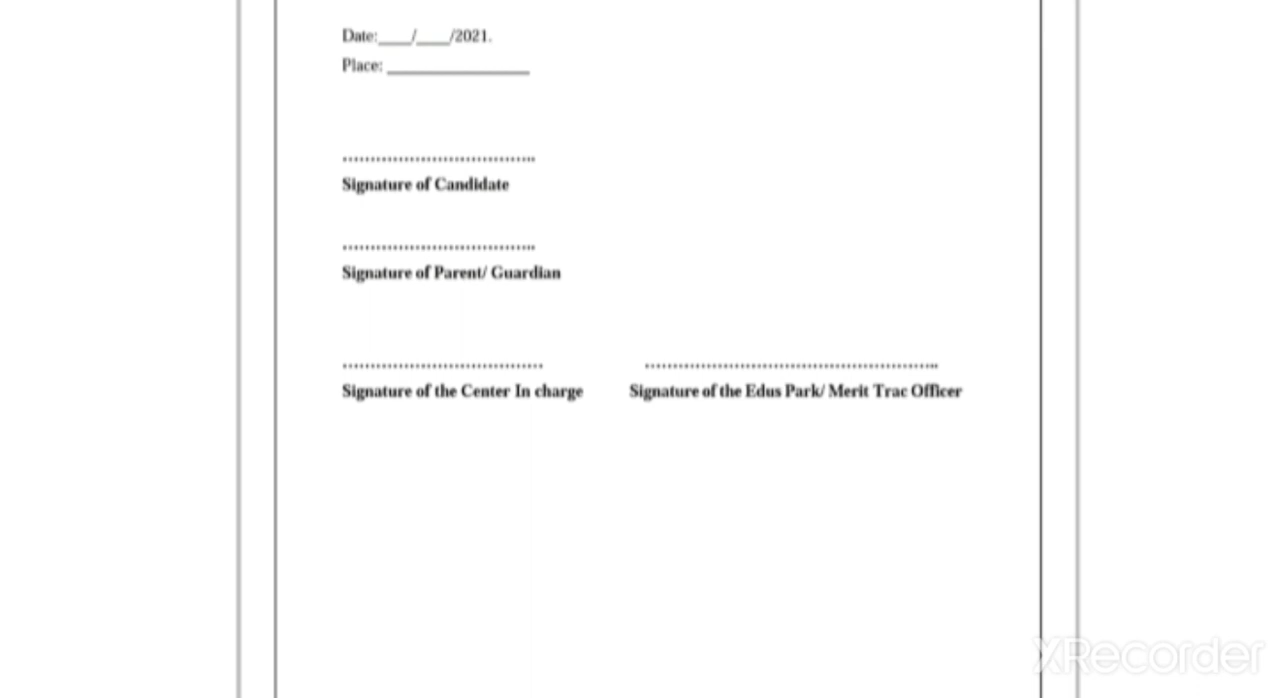 Date:____/____/2021.
Place: _________________
.....................................
Signature of Candidate
.....................................
Signature of Parent/ Guardian
.....................................
Signature of the Center In charge
.......................................................
Signature of the Edus Park/ Merit Trac Officer
XRecorder